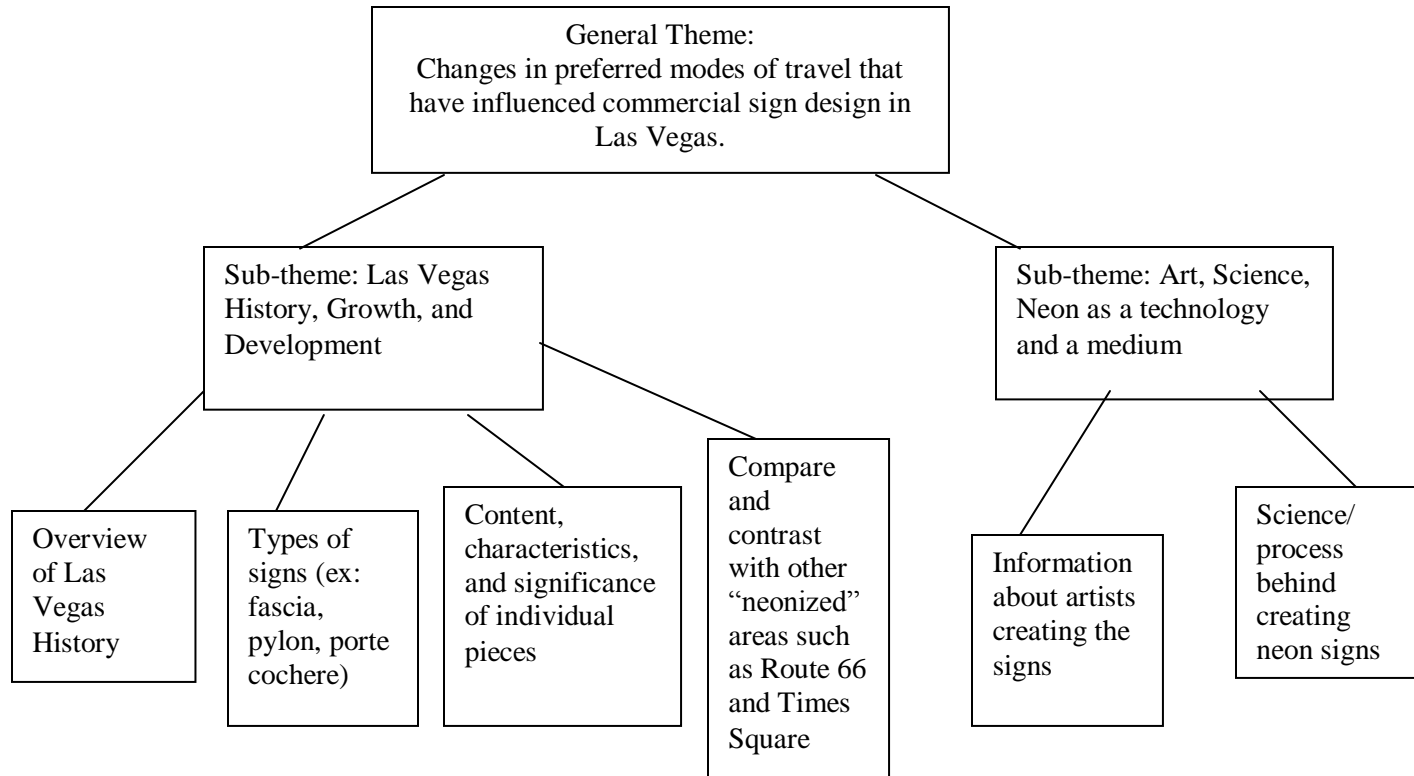 General Theme:
Changes in preferred modes of travel that
have influenced commercial sign design in
Las Vegas.
Sub-theme: Las Vegas
History, Growth, and
Development
Sub-theme: Art, Science,
Neon as a technology
and a medium
Overview
of Las
Vegas
History
Types of
signs (ex:
fascia,
pylon, porte
cochere)
Content,
characteristics,
and significance
of individual
pieces
Compare
and
contrast
with other
“neonized”
areas such
as Route 66
and Times
Square
Information
about artists
creating the
signs
Science/
process
behind
creating
neon signs